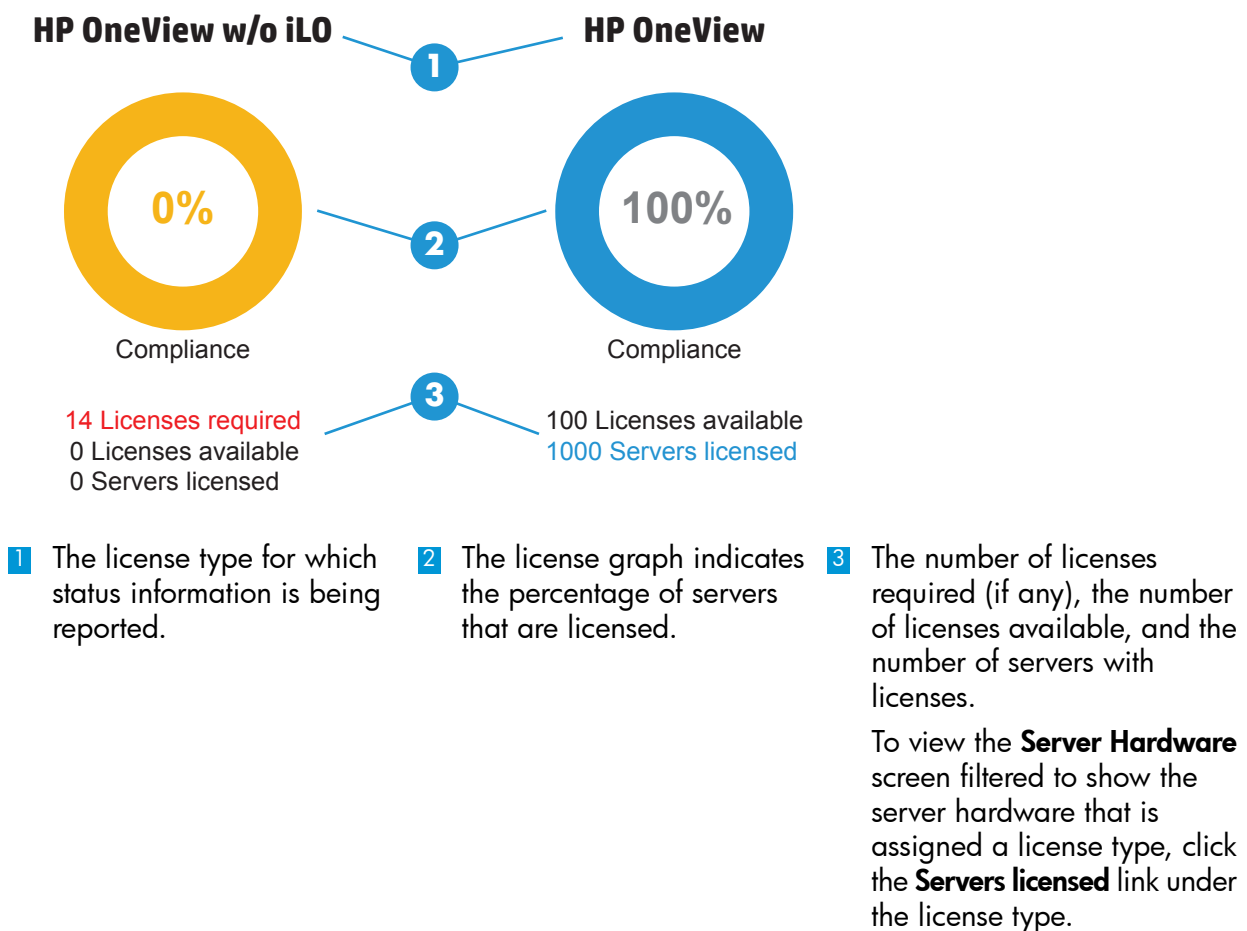 HP OneView w/o iLO
1
HP OneView
0%
100%
2
Compliance
Compliance
3
14 Licenses required
0 Licenses available
0 Servers licensed
100 Licenses available
1000 Servers licensed
1 The license type for which
status information is being
reported.
2 The license graph indicates
the percentage of servers
that are licensed.
3 The number of licenses
required (if any), the number
of licenses available, and the
number of servers with
licenses.
To view the Server Hardware
screen filtered to show the
server hardware that is
assigned a license type, click
the Servers licensed link under
the license type.